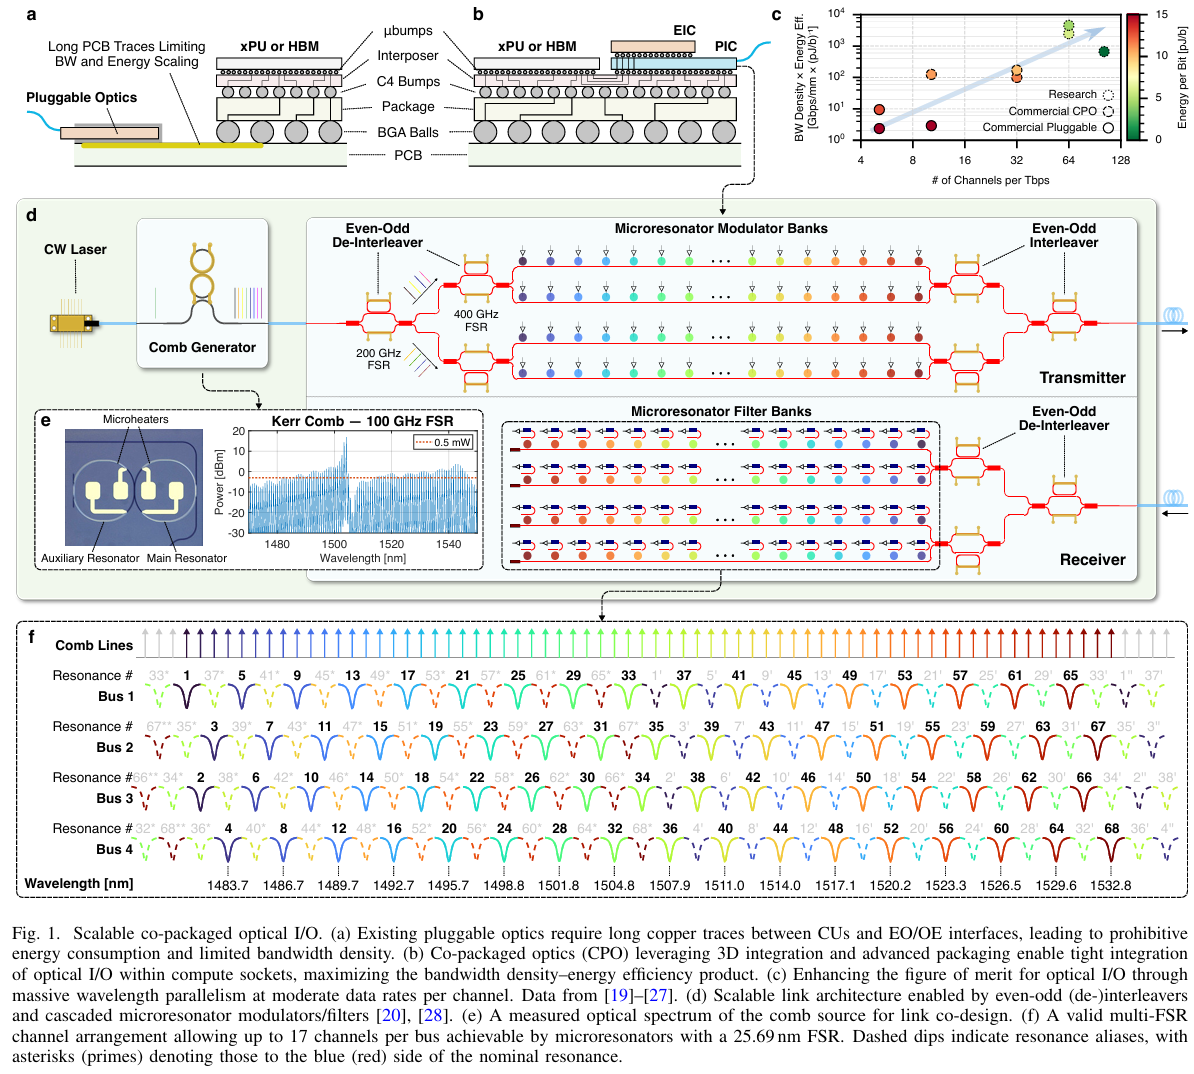 a
b
c
Long PCB Traces Limiting
BW and Energy Scaling
Pluggable Optics
xPU or HBM
µbumps
Interposer
C4 Bumps
Package
BGA Balls
PCB
xPU or HBM
EIC
PIC
BW Density × Energy Eff.
[Gbps/mm × (pJ/b)⁻¹]
10⁴
10³
10²
10¹
10⁰
4 8 16 32 64 128
# of Channels per Tbps
Research
Commercial CPO
Commercial Pluggable
15
10
5
0
Energy per Bit [pJ/b]
d
CW Laser
Comb Generator
Even-Odd
De-Interleaver
200 GHz
FSR
400 GHz
FSR
Microresonator Modulator Banks
Even-Odd
Interleaver
Transmitter
Microresonator Filter Banks
Even-Odd
De-Interleaver
Receiver
e
Microheaters
Auxiliary Resonator Main Resonator
Kerr Comb — 100 GHz FSR
0.5 mW
Power [dBm]
20
10
0
-10
-20
-30
1480 1500 1520 1540
Wavelength [nm]
f
Comb Lines
Resonance # 33* 1 37* 5 41* 9 45* 13 49* 17 53* 21 57* 25 61* 29 65* 33 1' 37 5' 41 9' 45 13' 49 17' 53 21' 57 25' 61 29' 65 33' 1'' 37'
Bus 1
Resonance # 67** 35* 3 39* 7 43* 11 47* 15 51* 19 55* 23 59* 27 63* 31 67* 35 3' 39 7' 43 11' 47 15' 51 19' 55 23' 59 27' 63 31' 67 35' 3''
Bus 2
Resonance # 66** 34* 2 38* 6 42* 10 46* 14 50* 18 54* 22 58* 26 62* 30 66* 34 2' 38 6' 42 10' 46 14' 50 18' 54 22' 58 26' 62 30' 66 34' 2'' 38'
Bus 3
Resonance # 32* 68** 36* 4 40* 8 44* 12 48* 16 52* 20 56* 24 60* 28 64* 32 68* 36 4' 40 8' 44 12' 48 16' 52 20' 56 24' 60 28' 64 32' 68 36' 4''
Bus 4
Wavelength [nm] 1483.7 1486.7 1489.7 1492.7 1495.7 1498.8 1501.8 1504.8 1507.9 1511.0 1514.0 1517.1 1520.2 1523.3 1526.5 1529.6 1532.8
Fig. 1. Scalable co-packaged optical I/O. (a) Existing pluggable optics require long copper traces between CUs and EO/OE interfaces, leading to prohibitive
energy consumption and limited bandwidth density. (b) Co-packaged optics (CPO) leveraging 3D integration and advanced packaging enable tight integration
of optical I/O within compute sockets, maximizing the bandwidth density–energy efficiency product. (c) Enhancing the figure of merit for optical I/O through
massive wavelength parallelism at moderate data rates per channel. Data from [19]–[27]. (d) Scalable link architecture enabled by even-odd (de-)interleavers
and cascaded microresonator modulators/filters [20], [28]. (e) A measured optical spectrum of the comb source for link co-design. (f) A valid multi-FSR
channel arrangement allowing up to 17 channels per bus achievable by microresonators with a 25.69 nm FSR. Dashed dips indicate resonance aliases, with
asterisks (primes) denoting those to the blue (red) side of the nominal resonance.